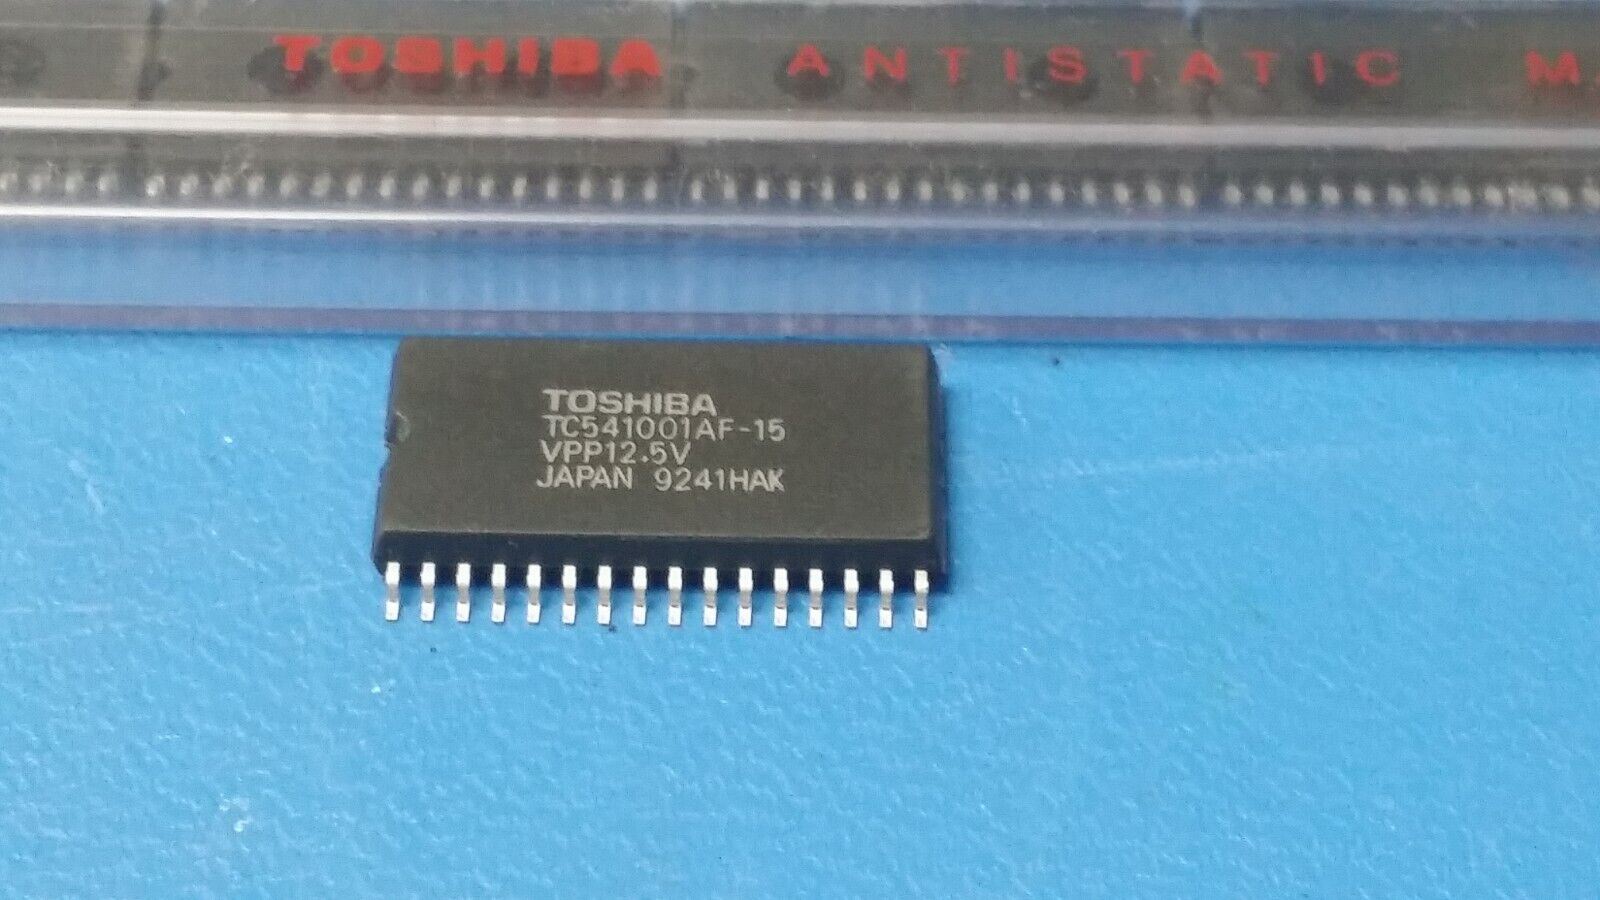 TOSHIBA ANTISTATIC
TOSHIBA
TC541001AF-15
VPP12.5V
JAPAN 9241HAK